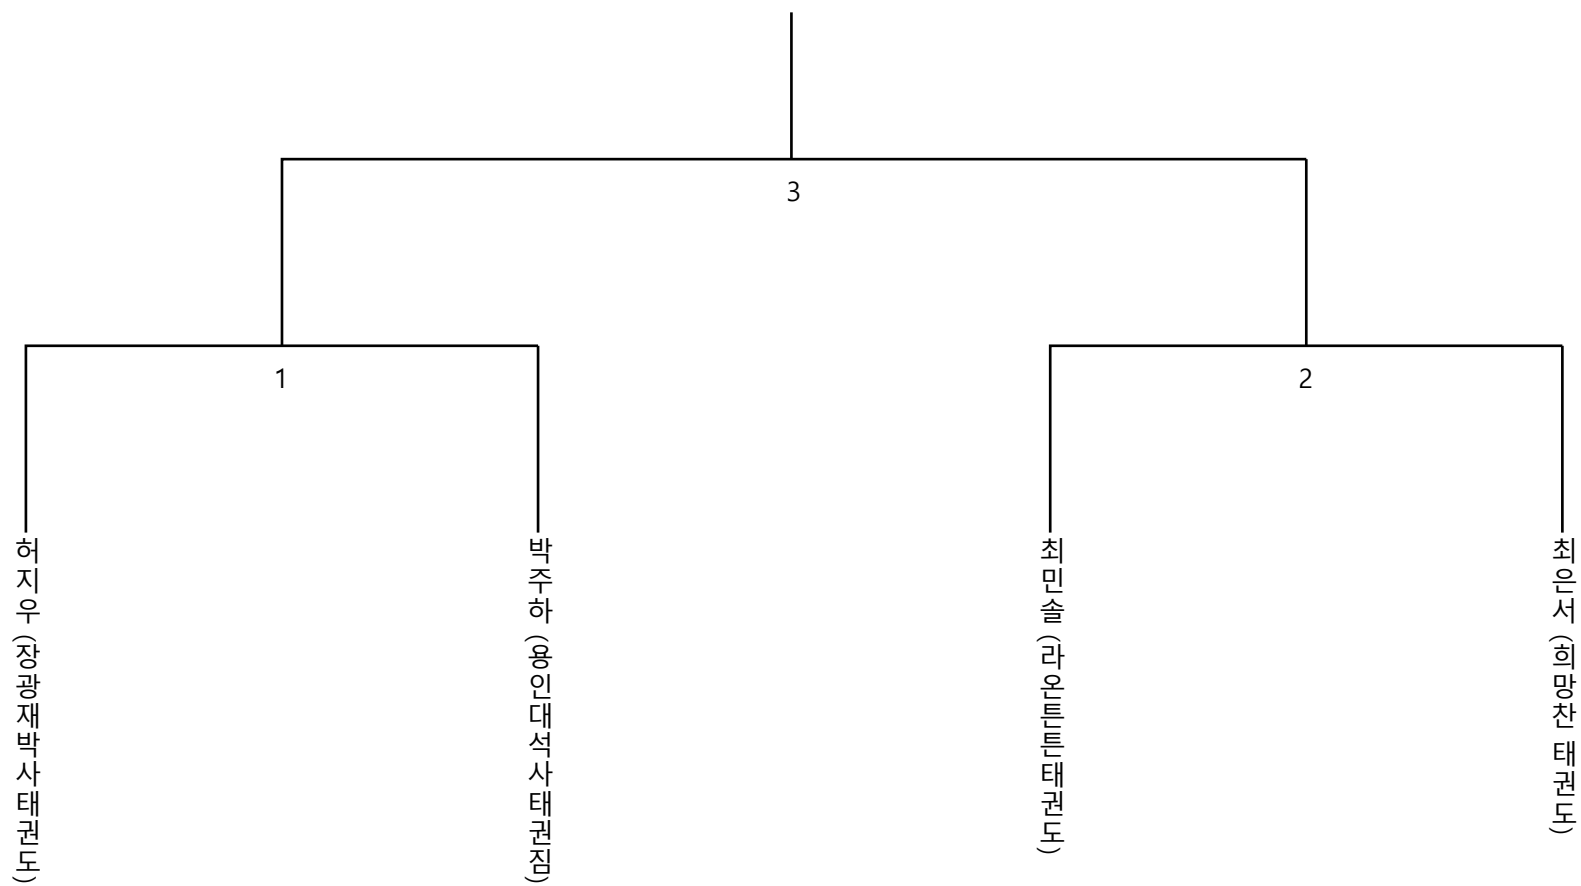 3
1
2
허지우 (장광재박사태권도)
박주하 (용인대석사태권짐)
최민솔 (라온튼튼태권도)
최은서 (희망찬 태권도)